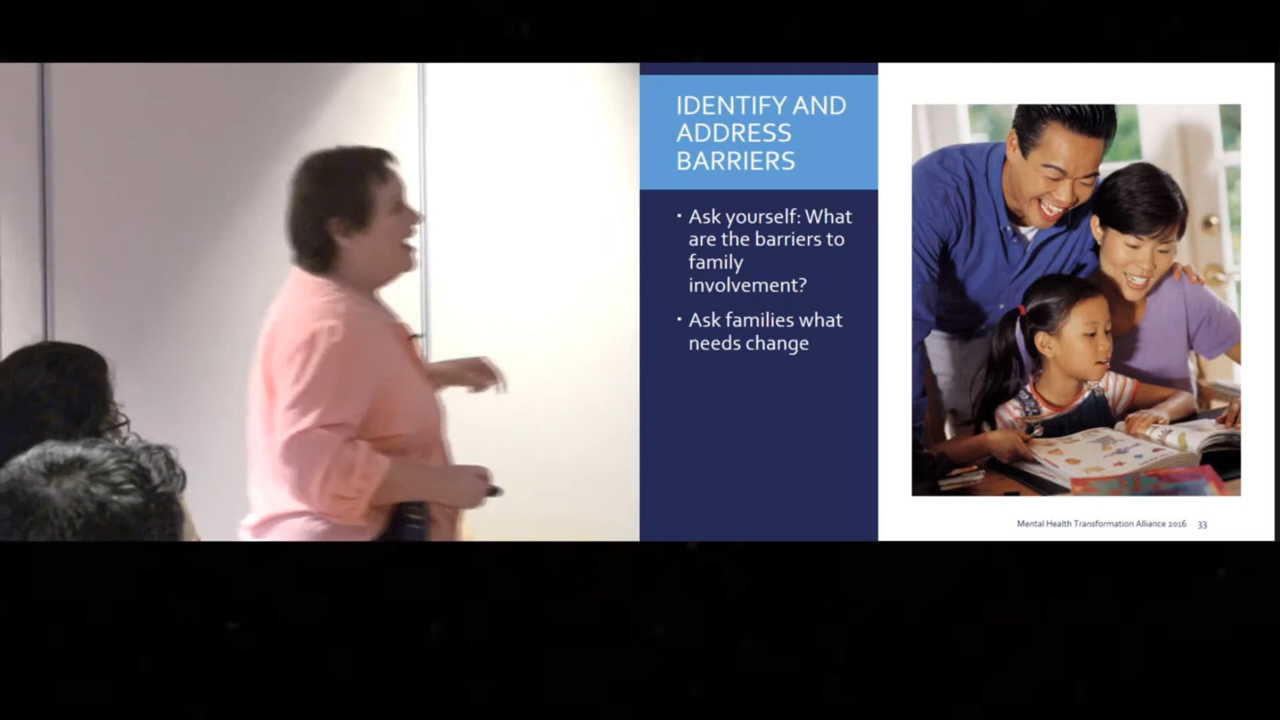 IDENTIFY AND
ADDRESS
BARRIERS
· Ask yourself: What
are the barriers to
family
involvement?
· Ask families what
needs change
Mental Health Transformation Alliance 2016 33